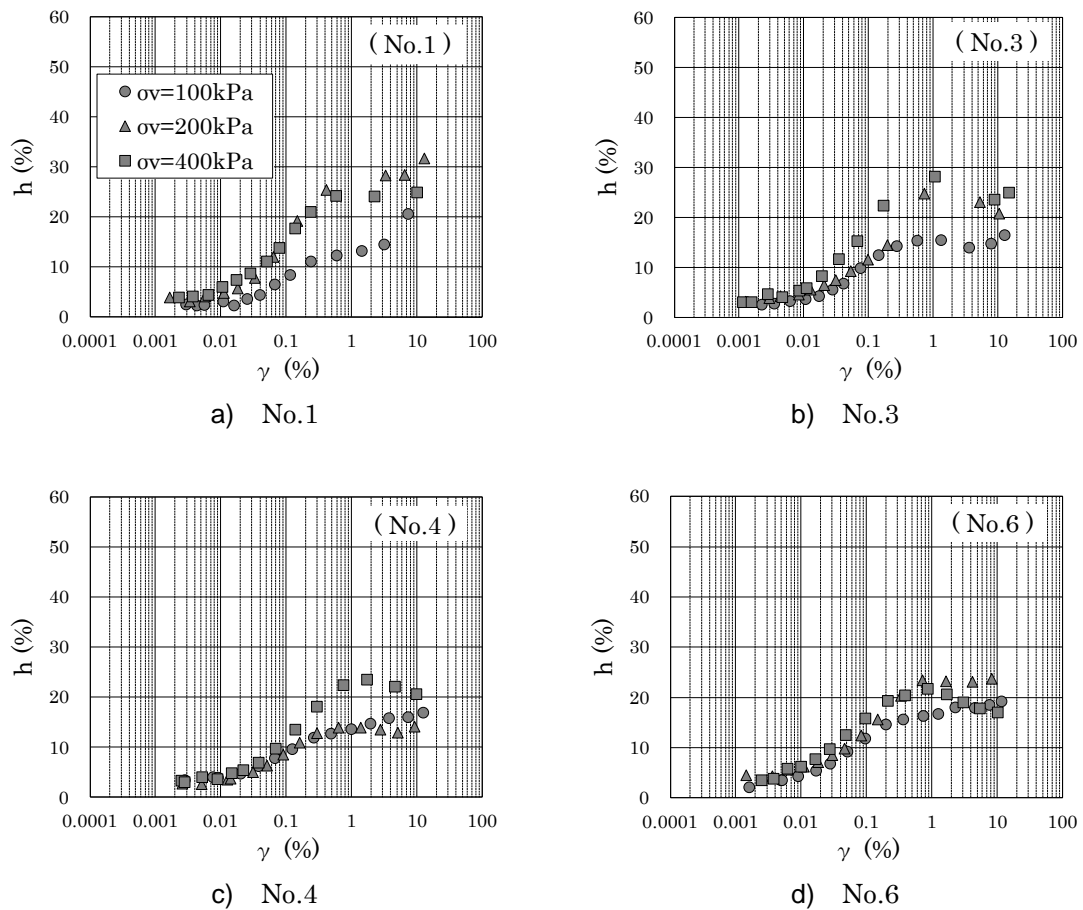 60
50
40
30
20
10
0
h (%)
0.0001 0.001 0.01 0.1 1 10 100
γ (%)
( No.1 )
σv=100kPa
σv=200kPa
σv=400kPa
a) No.1
60
50
40
30
20
10
0
h (%)
0.0001 0.001 0.01 0.1 1 10 100
γ (%)
( No.3 )
b) No.3
60
50
40
30
20
10
0
h (%)
0.0001 0.001 0.01 0.1 1 10 100
γ (%)
( No.4 )
c) No.4
60
50
40
30
20
10
0
h (%)
0.0001 0.001 0.01 0.1 1 10 100
γ (%)
( No.6 )
d) No.6